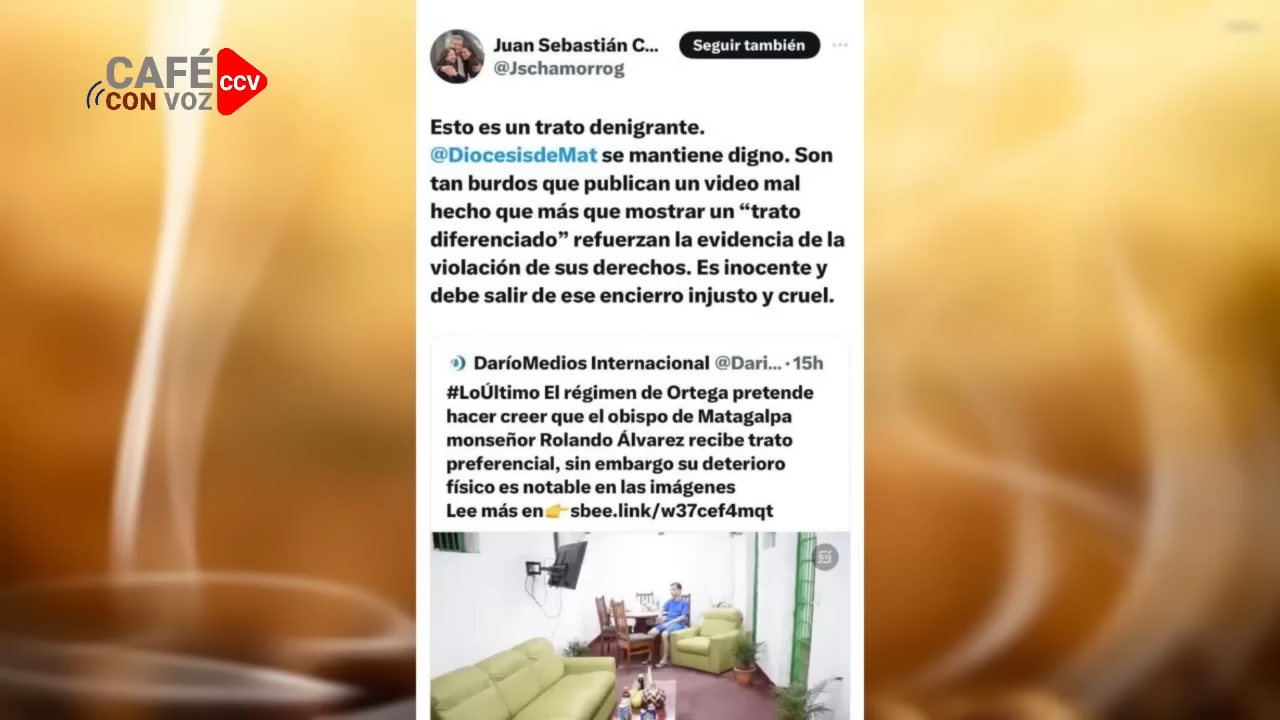 CAFÉ
CON VOZ
CCV
Juan Sebastián C...
Seguir también
@Jschamorrog
Esto es un trato denigrante.
@DiocesisdeMat se mantiene digno. Son
tan burdos que publican un video mal
hecho que más que mostrar un “trato
diferenciado” refuerzan la evidencia de la
violación de sus derechos. Es inocente y
debe salir de ese encierro injusto y cruel.
DaríoMedios Internacional @Dari... · 15h
#LoÚltimo El régimen de Ortega pretende
hacer creer que el obispo de Matagalpa
monseñor Rolando Álvarez recibe trato
preferencial, sin embargo su deterioro
físico es notable en las imágenes
Lee más en👉sbee.link/w37cef4mqt